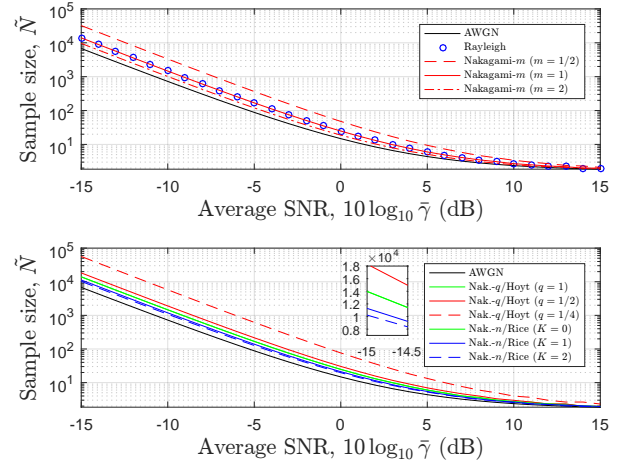 10^5
10^4
10^3
10^2
10^1
Sample size, Ñ
-15 -10 -5 0 5 10 15
Average SNR, 10 log₁₀ γ̄ (dB)
AWGN
Rayleigh
Nakagami-m (m = 1/2)
Nakagami-m (m = 1)
Nakagami-m (m = 2)
10^5
10^4
10^3
10^2
10^1
Sample size, Ñ
-15 -10 -5 0 5 10 15
Average SNR, 10 log₁₀ γ̄ (dB)
×10^4
1.8
1.6
1.4
1.2
1
0.8
-15 -14.5
AWGN
Nak.-q/Hoyt (q = 1)
Nak.-q/Hoyt (q = 1/2)
Nak.-q/Hoyt (q = 1/4)
Nak.-n/Rice (K = 0)
Nak.-n/Rice (K = 1)
Nak.-n/Rice (K = 2)